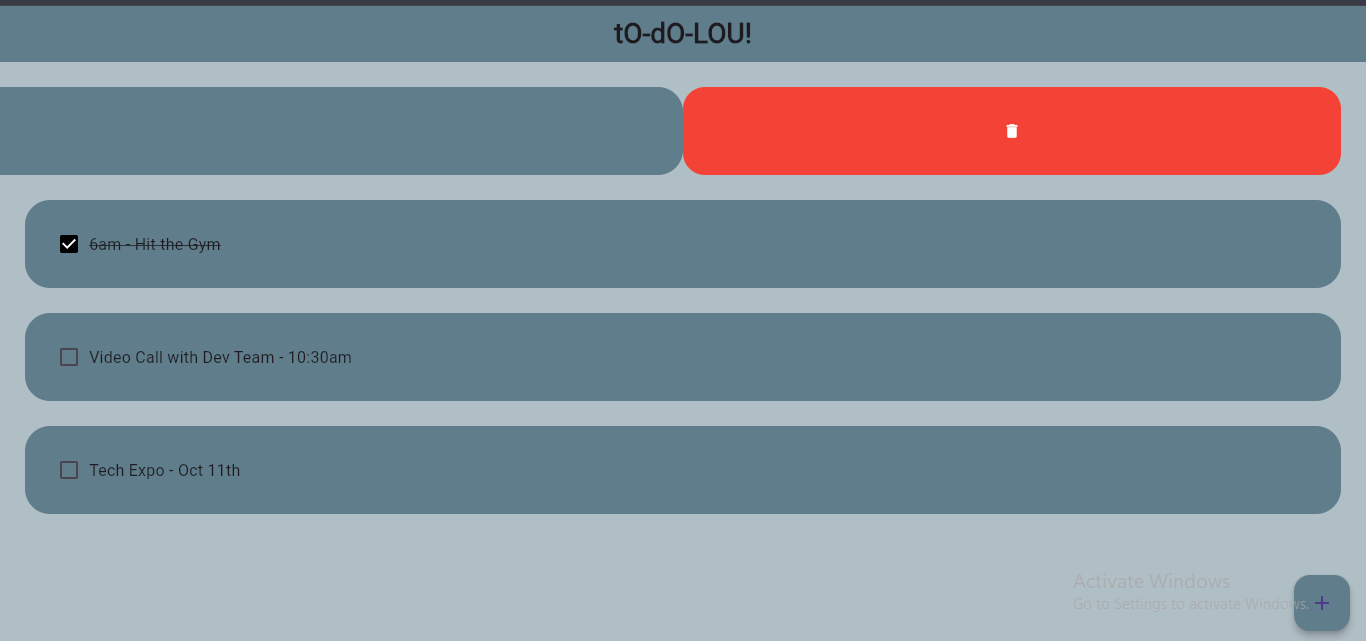 tO-dO-LOU!
6am - Hit the Gym
Video Call with Dev Team - 10:30am
Tech Expo - Oct 11th
Activate Windows
Go to Settings to activate Windows.